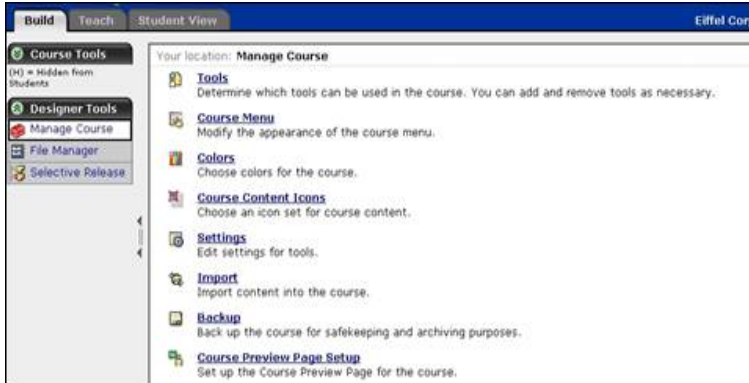 Build Teach Student View Eiffel Cor
Course Tools
(H) = Hidden from
Students
Designer Tools
Manage Course
File Manager
Selective Release
Your location: Manage Course
Tools
Determine which tools can be used in the course. You can add and remove tools as necessary.
Course Menu
Modify the appearance of the course menu.
Colors
Choose colors for the course.
Course Content Icons
Choose an icon set for course content.
Settings
Edit settings for tools.
Import
Import content into the course.
Backup
Back up the course for safekeeping and archiving purposes.
Course Preview Page Setup
Set up the Course Preview Page for the course.